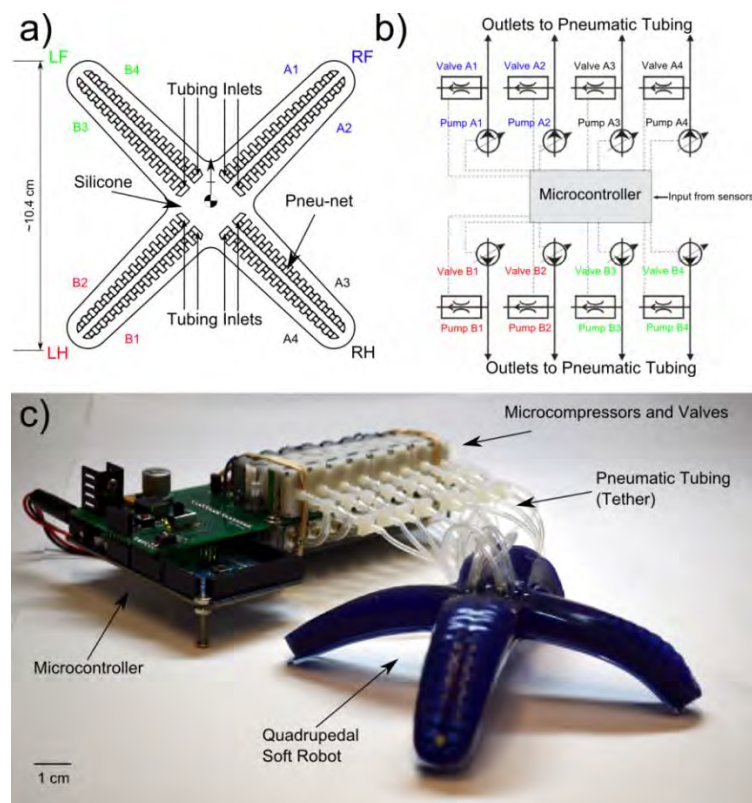 a)
LF
RF
B4
A1
Tubing Inlets
B3
A2
~10.4 cm
Silicone
Pneu-net
B2
A3
Tubing Inlets
B1
A4
LH
RH
b)
Outlets to Pneumatic Tubing
Valve A1 Valve A2 Valve A3 Valve A4
Pump A1 Pump A2 Pump A3 Pump A4
Microcontroller
Input from sensors
Valve B1 Valve B2 Valve B3 Valve B4
Pump B1 Pump B2 Pump B3 Pump B4
Outlets to Pneumatic Tubing
c)
Microcompressors and Valves
Pneumatic Tubing
(Tether)
Microcontroller
Quadrupedal
Soft Robot
1 cm